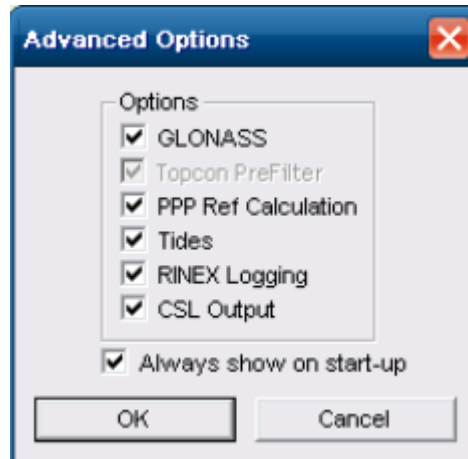 Advanced Options
Options
GLONASS
Topcon PreFilter
PPP Ref Calculation
Tides
RINEX Logging
CSL Output
Always show on start-up
OK Cancel